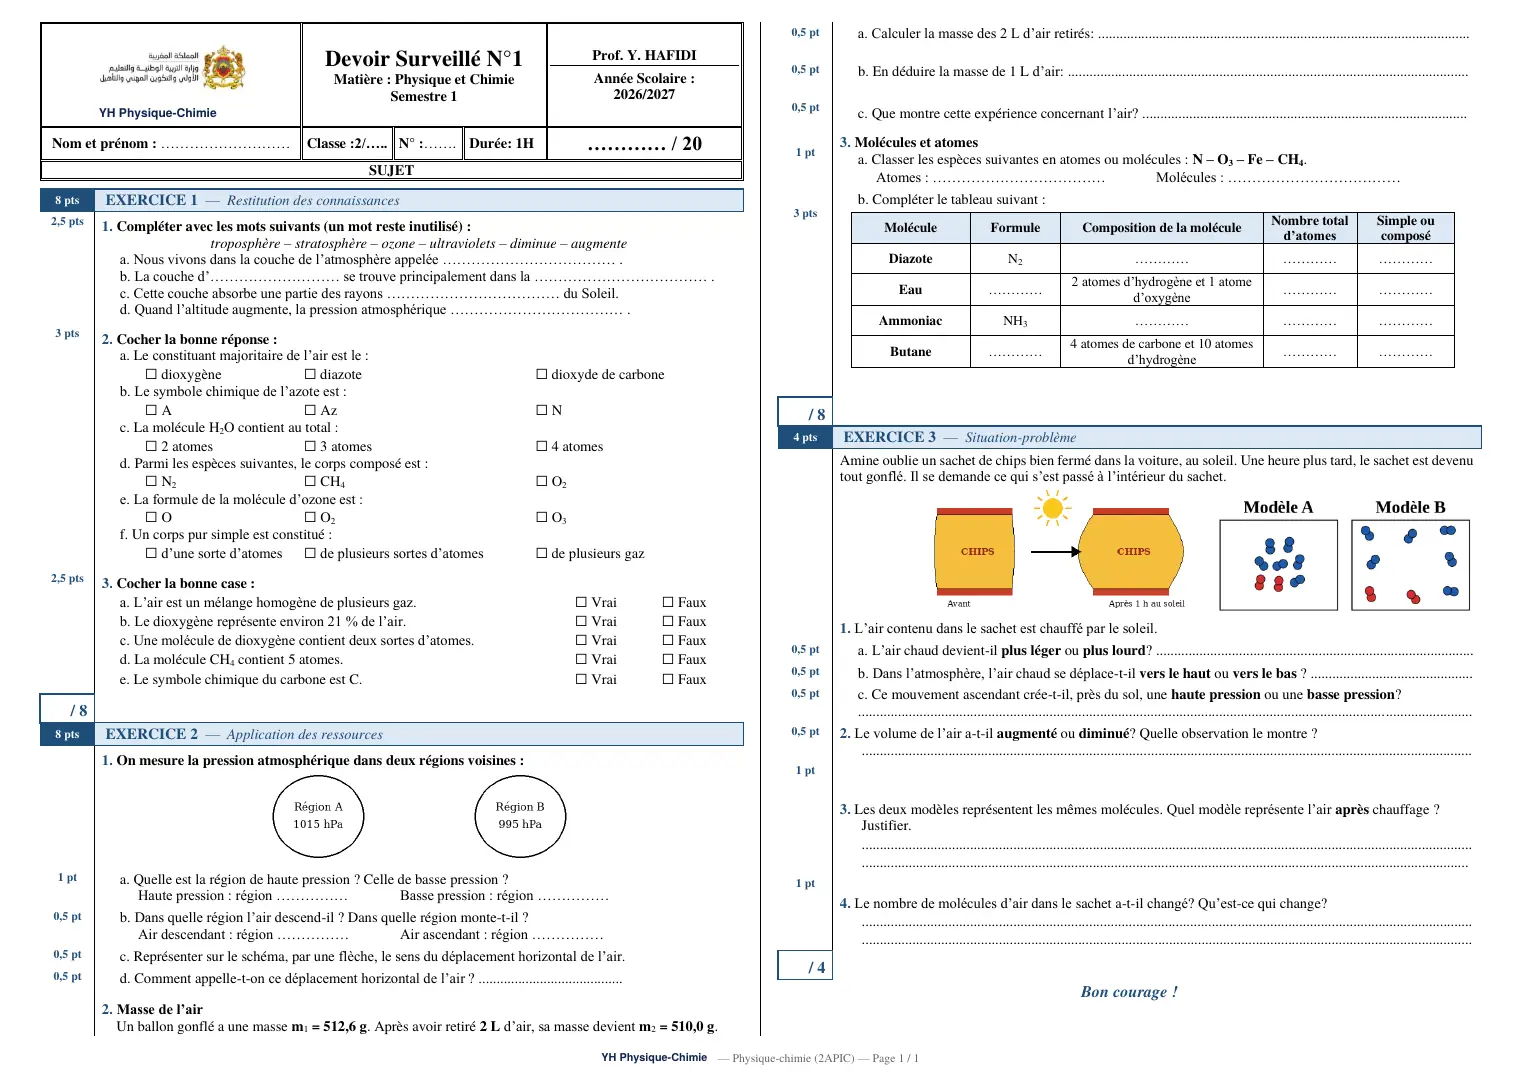 المملكة المغربية
وزارة التربية الوطنية والتعليم
الأولي والتكوين المهني والتأهيل
YH Physique-Chimie
Devoir Surveillé N°1
Matière : Physique et Chimie
Semestre 1
Prof. Y. HAFIDI
Année Scolaire :
2026/2027
Nom et prénom : ………………………
Classe :2/….. N° :……. Durée: 1H
………… / 20
SUJET
8 pts EXERCICE 1 — Restitution des connaissances
2,5 pts 1. Compléter avec les mots suivants (un mot reste inutilisé) :
troposphère – stratosphère – ozone – ultraviolets – diminue – augmente
a. Nous vivons dans la couche de l’atmosphère appelée ……………………………… .
b. La couche d’……………………… se trouve principalement dans la ……………………………… .
c. Cette couche absorbe une partie des rayons ……………………………… du Soleil.
d. Quand l’altitude augmente, la pression atmosphérique ……………………………… .
3 pts 2. Cocher la bonne réponse :
a. Le constituant majoritaire de l’air est le :
☐ dioxygène ☐ diazote ☐ dioxyde de carbone
b. Le symbole chimique de l’azote est :
☐ A ☐ Az ☐ N
c. La molécule H₂O contient au total :
☐ 2 atomes ☐ 3 atomes ☐ 4 atomes
d. Parmi les espèces suivantes, le corps composé est :
☐ N₂ ☐ CH₄ ☐ O₂
e. La formule de la molécule d’ozone est :
☐ O ☐ O₂ ☐ O₃
f. Un corps pur simple est constitué :
☐ d’une sorte d’atomes ☐ de plusieurs sortes d’atomes ☐ de plusieurs gaz
2,5 pts 3. Cocher la bonne case :
a. L’air est un mélange homogène de plusieurs gaz. ☐ Vrai ☐ Faux
b. Le dioxygène représente environ 21 % de l’air. ☐ Vrai ☐ Faux
c. Une molécule de dioxygène contient deux sortes d’atomes. ☐ Vrai ☐ Faux
d. La molécule CH₄ contient 5 atomes. ☐ Vrai ☐ Faux
e. Le symbole chimique du carbone est C. ☐ Vrai ☐ Faux
/ 8
8 pts EXERCICE 2 — Application des ressources
1. On mesure la pression atmosphérique dans deux régions voisines :
Région A Région B
1015 hPa 995 hPa
1 pt a. Quelle est la région de haute pression ? Celle de basse pression ?
Haute pression : région …………… Basse pression : région ……………
0,5 pt b. Dans quelle région l’air descend-il ? Dans quelle région monte-t-il ?
Air descendant : région …………… Air ascendant : région ……………
0,5 pt c. Représenter sur le schéma, par une flèche, le sens du déplacement horizontal de l’air.
0,5 pt d. Comment appelle-t-on ce déplacement horizontal de l’air ? ........................................
2. Masse de l’air
Un ballon gonflé a une masse m₁ = 512,6 g. Après avoir retiré 2 L d’air, sa masse devient m₂ = 510,0 g.
0,5 pt a. Calculer la masse des 2 L d’air retirés: ........................................
0,5 pt b. En déduire la masse de 1 L d’air: ........................................
0,5 pt c. Que montre cette expérience concernant l’air? ........................................
3. Molécules et atomes
1 pt a. Classer les espèces suivantes en atomes ou molécules : N – O₃ – Fe – CH₄.
Atomes : ……………………………… Molécules : ………………………………
b. Compléter le tableau suivant :
3 pts
Molécule Formule Composition de la molécule Nombre total d’atomes Simple ou composé
Diazote N₂ ………… ………… …………
Eau ………… 2 atomes d’hydrogène et 1 atome d’oxygène ………… …………
Ammoniac NH₃ ………… ………… …………
Butane ………… 4 atomes de carbone et 10 atomes d’hydrogène ………… …………
/ 8
4 pts EXERCICE 3 — Situation-problème
Amine oublie un sachet de chips bien fermé dans la voiture, au soleil. Une heure plus tard, le sachet est devenu
tout gonflé. Il se demande ce qui s’est passé à l’intérieur du sachet.
CHIPS CHIPS
Avant Après 1 h au soleil
Modèle A Modèle B
1. L’air contenu dans le sachet est chauffé par le soleil.
0,5 pt a. L’air chaud devient-il plus léger ou plus lourd? ........................................
0,5 pt b. Dans l’atmosphère, l’air chaud se déplace-t-il vers le haut ou vers le bas ? ........................................
0,5 pt c. Ce mouvement ascendant crée-t-il, près du sol, une haute pression ou une basse pression?
........................................
0,5 pt 2. Le volume de l’air a-t-il augmenté ou diminué? Quelle observation le montre ?
........................................
1 pt
3. Les deux modèles représentent les mêmes molécules. Quel modèle représente l’air après chauffage ?
Justifier.
........................................
........................................
1 pt
4. Le nombre de molécules d’air dans le sachet a-t-il changé? Qu’est-ce qui change?
........................................
........................................
/ 4
Bon courage !
YH Physique-Chimie — Physique-chimie (2APIC) — Page 1 / 1